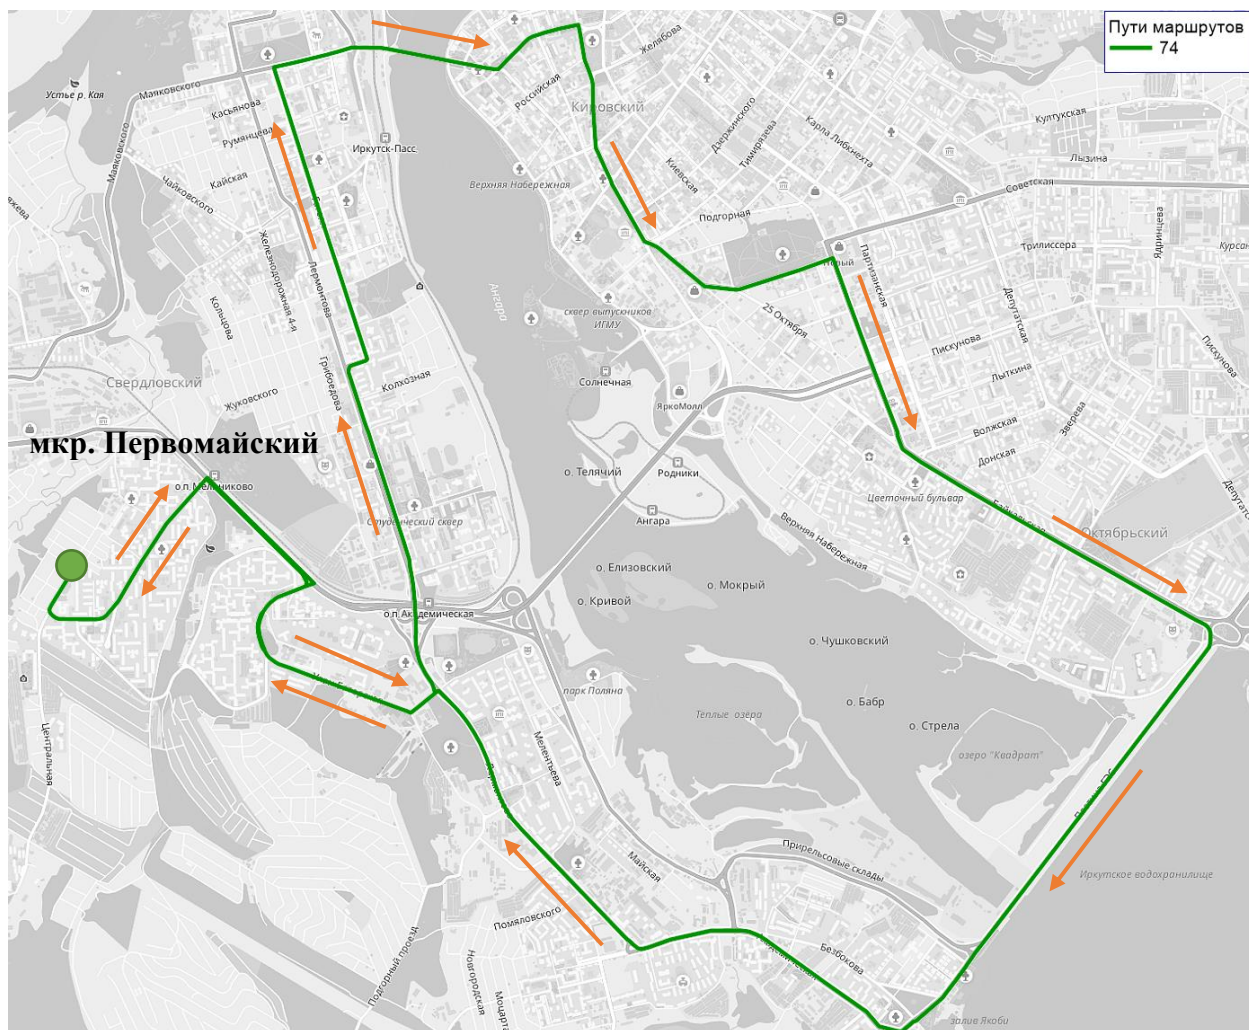 Пути маршрутов
74
Желябова
Устье р. Кая
Маяковского
Российская
Кировский
Касьянова
Румянцева
Дзержинского
Тимирязева
Карла Либкнехта
Култукская
Лызина
Иркутск-Пасс.
Маяковского
Кайская
Чайковского
Верхняя Набережная
Киевская
Подгорная
Советская
Трилиссера
Ядринцева
Железнодорожная 4-я
Лермонтова
Кольцова
Ангара
сквер выпускников
ИГМУ
25 Октября
Партизанская
Депутатская
Пискунова
Пискунова
Лыткина
Свердловский
Жуковского
Грибоедова
Колхозная
Солнечная
ЯркоМолл
Волжская
Донская
Зверева
мкр. Первомайский
о.п. Мельниково
Студенческий сквер
о. Телячий
Родники
Ангара
Цветочный бульвар
Верхняя Набережная
Байкальская
Октябрьский
о. Елизовский
о. Кривой
о. Мокрый
о.п. Академическая
о. Чушковский
парк Поляна
о. Бабр
о. Стрела
Тёплые озёра
озеро "Квадрат"
Центральная
Мелентьева
Майская
Прирельсовые склады
Иркутское водохранилище
Помяловского
Подгорный проезд
Новгородская
Моцарта
Безбокова
залив Якоби